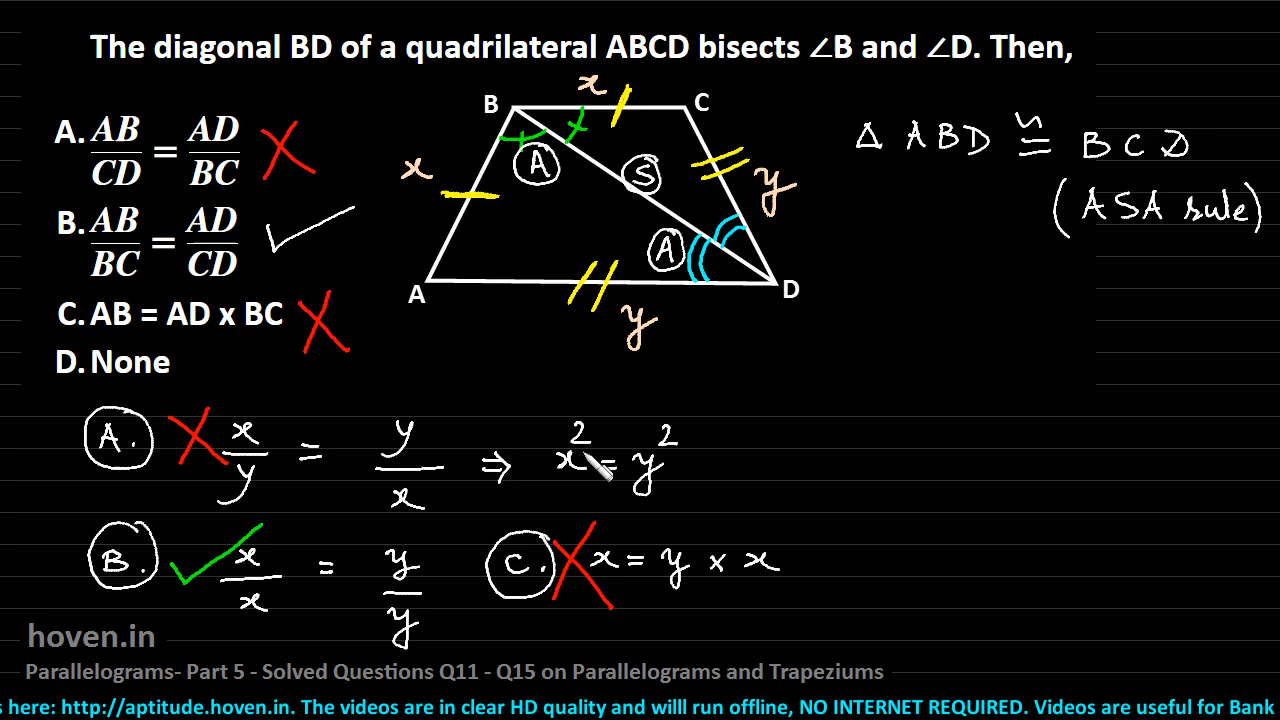 The diagonal BD of a quadrilateral ABCD bisects ∠B and ∠D. Then,
A. AB/CD = AD/BC
B. AB/BC = AD/CD
C. AB = AD x BC
D. None
B
x
C
x
A
S
y
A
A
D
y
Δ ABD ≅ BCD
(ASA rule)
A. x/y = y/x ⇒ x² = y²
B. x/x = y/y
C. x = y × x
hoven.in
Parallelograms- Part 5 - Solved Questions Q11 - Q15 on Parallelograms and Trapeziums
s here: http://aptitude.hoven.in. The videos are in clear HD quality and willl run offline, NO INTERNET REQUIRED. Videos are useful for Bank